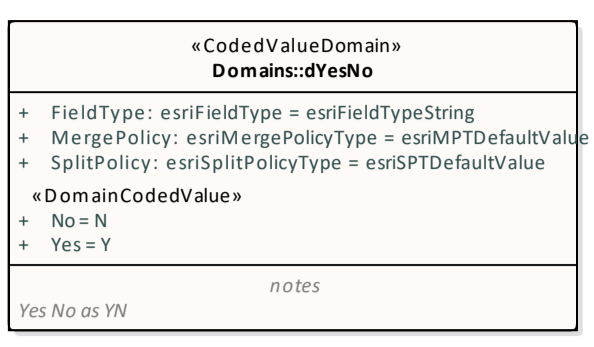 «CodedValueDomain»
Domains::dYesNo
+ FieldType: esriFieldType = esriFieldTypeString
+ MergePolicy: esriMergePolicyType = esriMPTDefaultValue
+ SplitPolicy: esriSplitPolicyType = esriSPTDefaultValue
«DomainCodedValue»
+ No = N
+ Yes = Y
notes
Yes No as YN